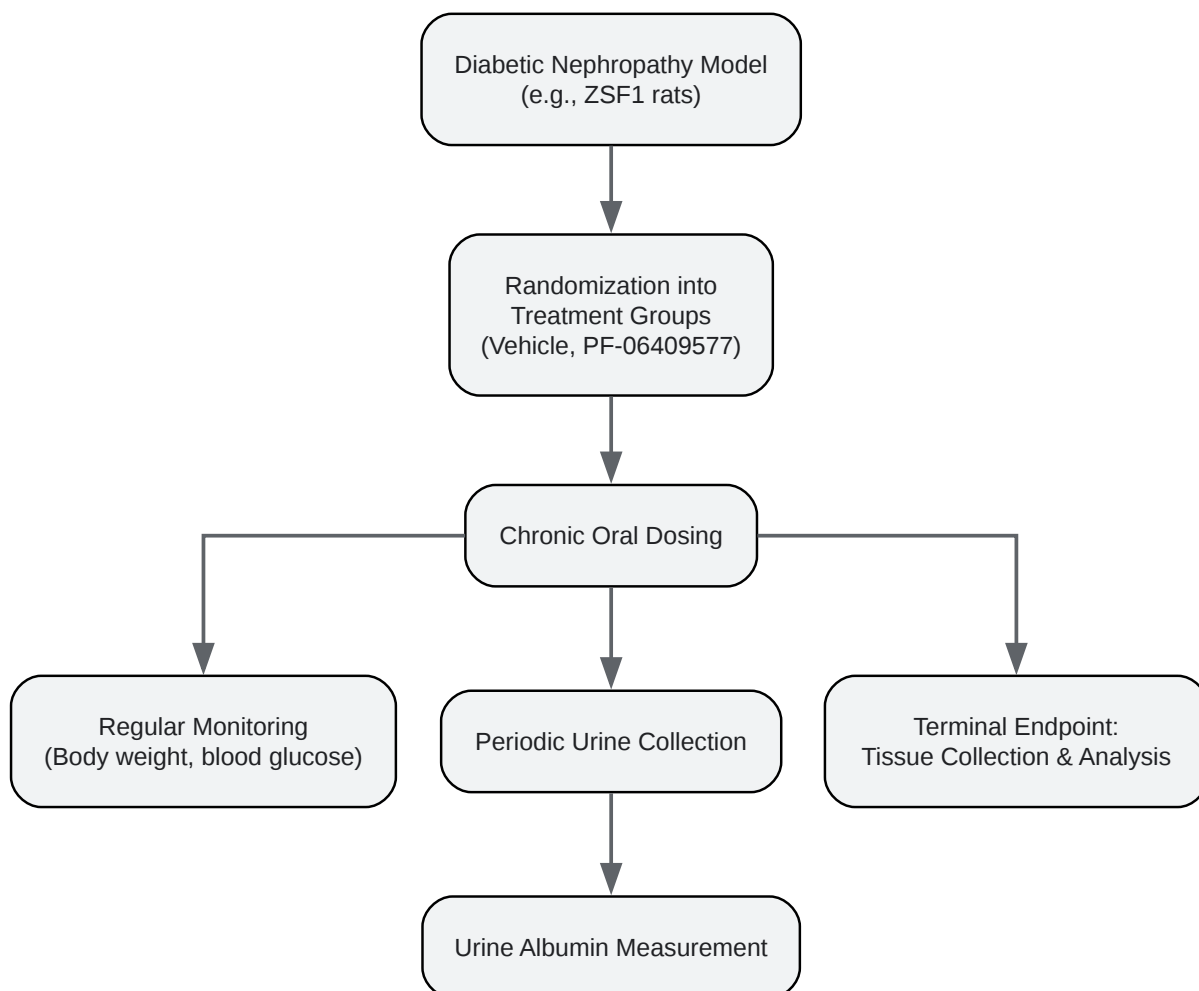 Diabetic Nephropathy Model
(e.g., ZSF1 rats)
Randomization into
Treatment Groups
(Vehicle, PF-06409577)
Chronic Oral Dosing
Regular Monitoring
(Body weight, blood glucose)
Periodic Urine Collection
Terminal Endpoint:
Tissue Collection & Analysis
Urine Albumin Measurement